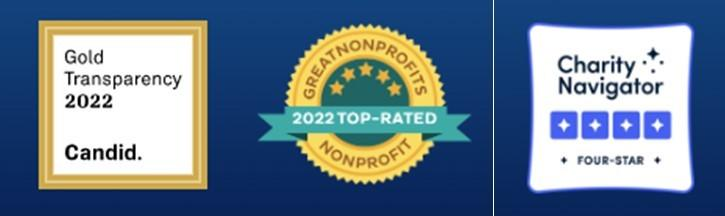 Gold
Transparency
2022
Candid.
GREATNONPROFITS
2022 TOP-RATED
NONPROFIT
Charity
Navigator
FOUR-STAR